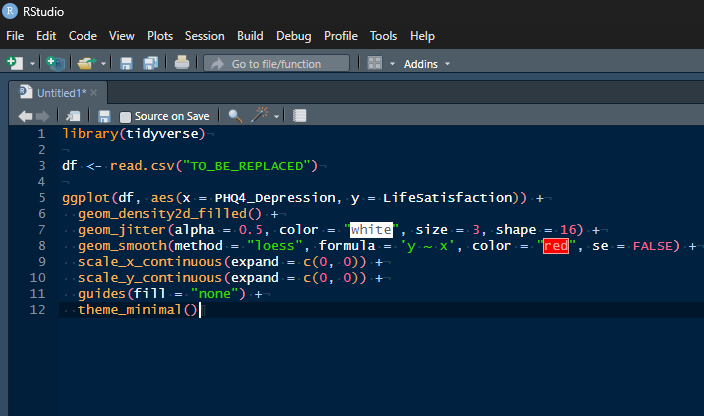 RStudio
File Edit Code View Plots Session Build Debug Profile Tools Help
Go to file/function Addins
Untitled1*
Source on Save
1 library(tidyverse)
2
3 df <- read.csv("TO_BE_REPLACED")
4
5 ggplot(df, aes(x = PHQ4_Depression, y = LifeSatisfaction)) +
6 geom_density2d_filled() +
7 geom_jitter(alpha = 0.5, color = "white", size = 3, shape = 16) +
8 geom_smooth(method = "loess", formula = 'y ~ x', color = "red", se = FALSE) +
9 scale_x_continuous(expand = c(0, 0)) +
10 scale_y_continuous(expand = c(0, 0)) +
11 guides(fill = "none") +
12 theme_minimal()